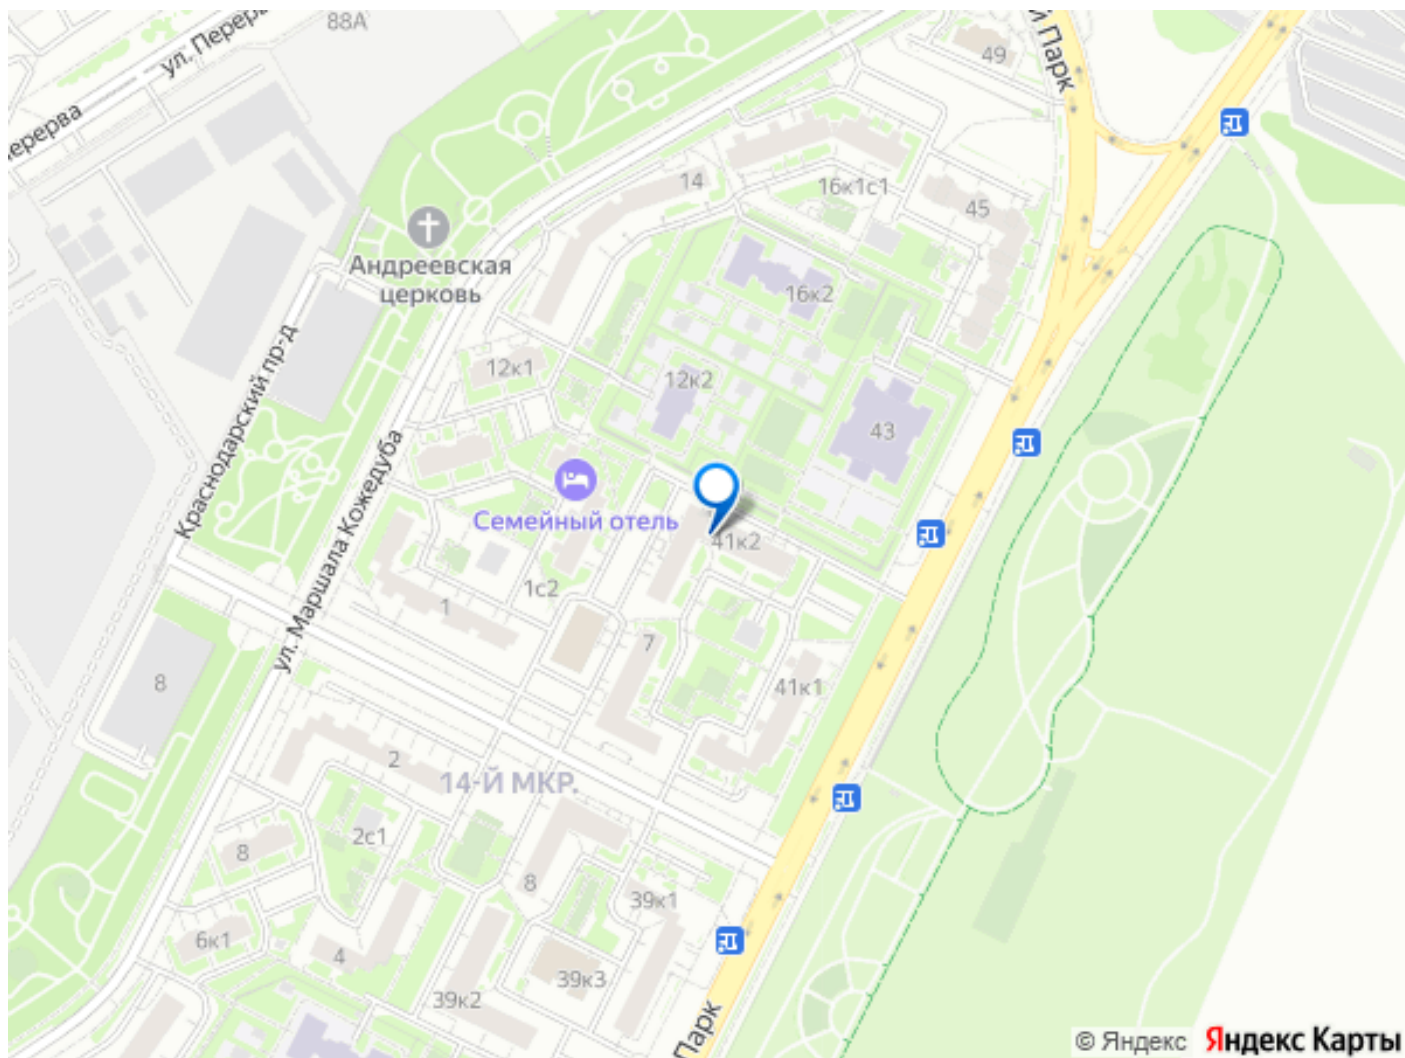 88А
ул. Перерв
ерерва
й Парк
49
14
16к1с1
45
Андреевская
церковь
16к2
12к1
12к2
43
Краснодарский пр-д
ул. Маршала Кожедуба
Семейный отель
41к2
1с2
1
7
8
41к1
2
14-Й МКР.
2с1
8
8
39к1
6к1
4
39к3
39к2
Парк
© Яндекс
Яндекс Карты